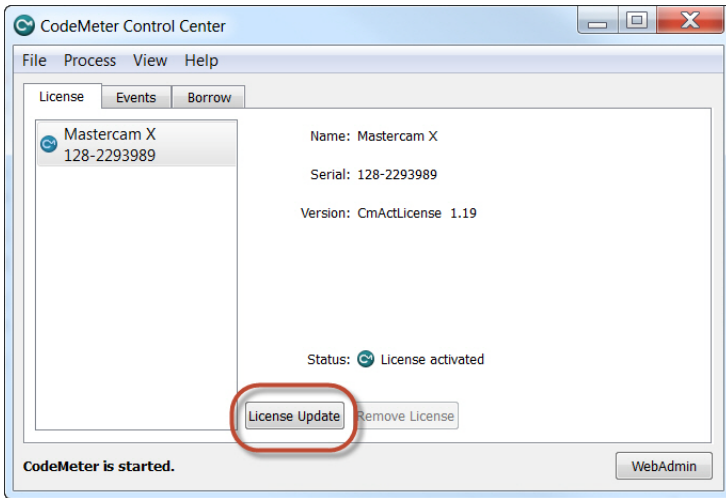 CodeMeter Control Center
File Process View Help
License Events Borrow
Mastercam X
128-2293989
Name: Mastercam X
Serial: 128-2293989
Version: CmActLicense 1.19
Status: License activated
License Update Remove License
CodeMeter is started. WebAdmin